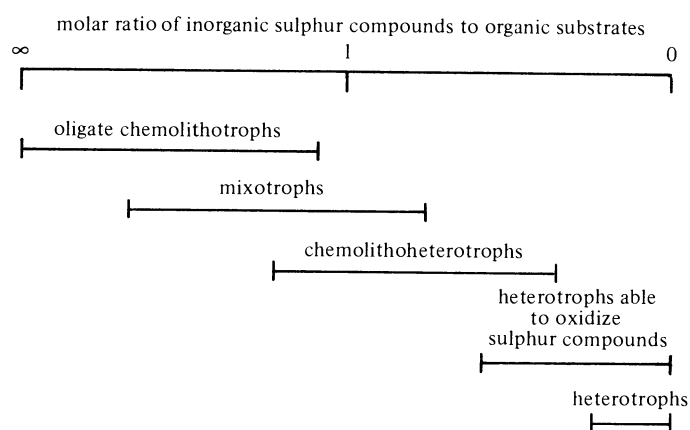 molar ratio of inorganic sulphur compounds to organic substrates
∞ 1 0
oligate chemolithotrophs
mixotrophs
chemolithoheterotrophs
heterotrophs able
to oxidize
sulphur compounds
heterotrophs